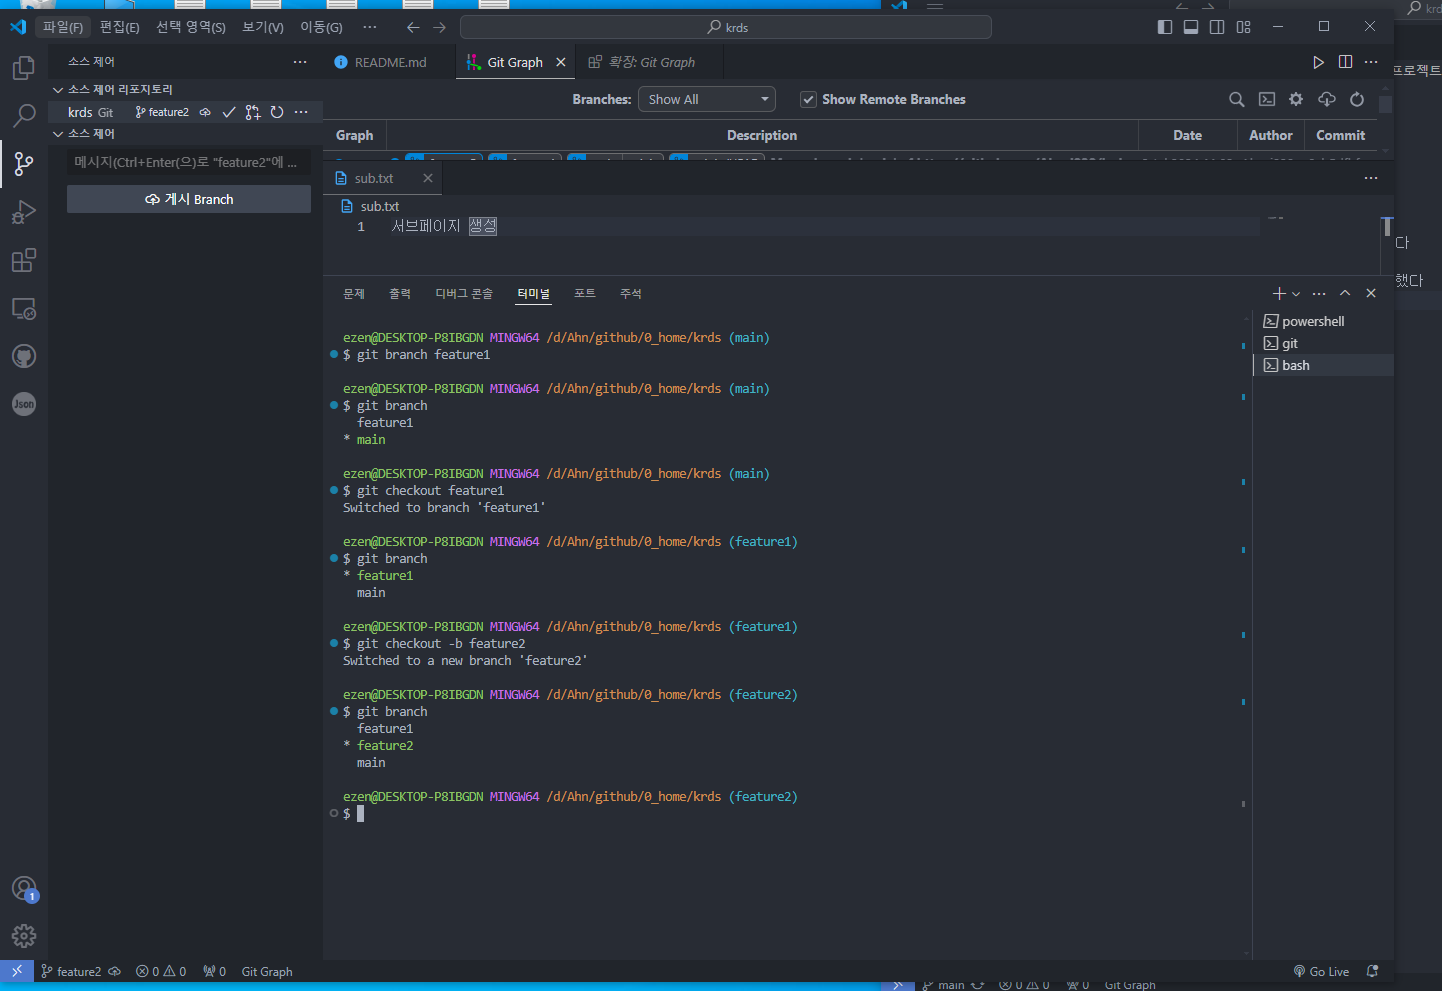 파일(F) 편집(E) 선택 영역(S) 보기(V) 이동(G) ··· krds
소스 제어 ···
README.md Git Graph 확장: Git Graph
소스 제어 리포지토리
krds Git feature2 ···
소스 제어
메시지(Ctrl+Enter(으)로 "feature2"에 ...
게시 Branch
Branches: Show All Show Remote Branches
Graph Description Date Author Commit
sub.txt ···
sub.txt
1 서브페이지 생성
문제 출력 디버그 콘솔 터미널 포트 주석
ezen@DESKTOP-P8IBGDN MINGW64 /d/Ahn/github/0_home/krds (main)
$ git branch feature1
ezen@DESKTOP-P8IBGDN MINGW64 /d/Ahn/github/0_home/krds (main)
$ git branch
feature1
* main
ezen@DESKTOP-P8IBGDN MINGW64 /d/Ahn/github/0_home/krds (main)
$ git checkout feature1
Switched to branch 'feature1'
ezen@DESKTOP-P8IBGDN MINGW64 /d/Ahn/github/0_home/krds (feature1)
$ git branch
* feature1
main
ezen@DESKTOP-P8IBGDN MINGW64 /d/Ahn/github/0_home/krds (feature1)
$ git checkout -b feature2
Switched to a new branch 'feature2'
ezen@DESKTOP-P8IBGDN MINGW64 /d/Ahn/github/0_home/krds (feature2)
$ git branch
feature1
* feature2
main
ezen@DESKTOP-P8IBGDN MINGW64 /d/Ahn/github/0_home/krds (feature2)
$
powershell
git
bash
Json
1
feature2 0 0 0 Git Graph Go Live
프로젝트
다
했다
main 0 0 0 Git Graph